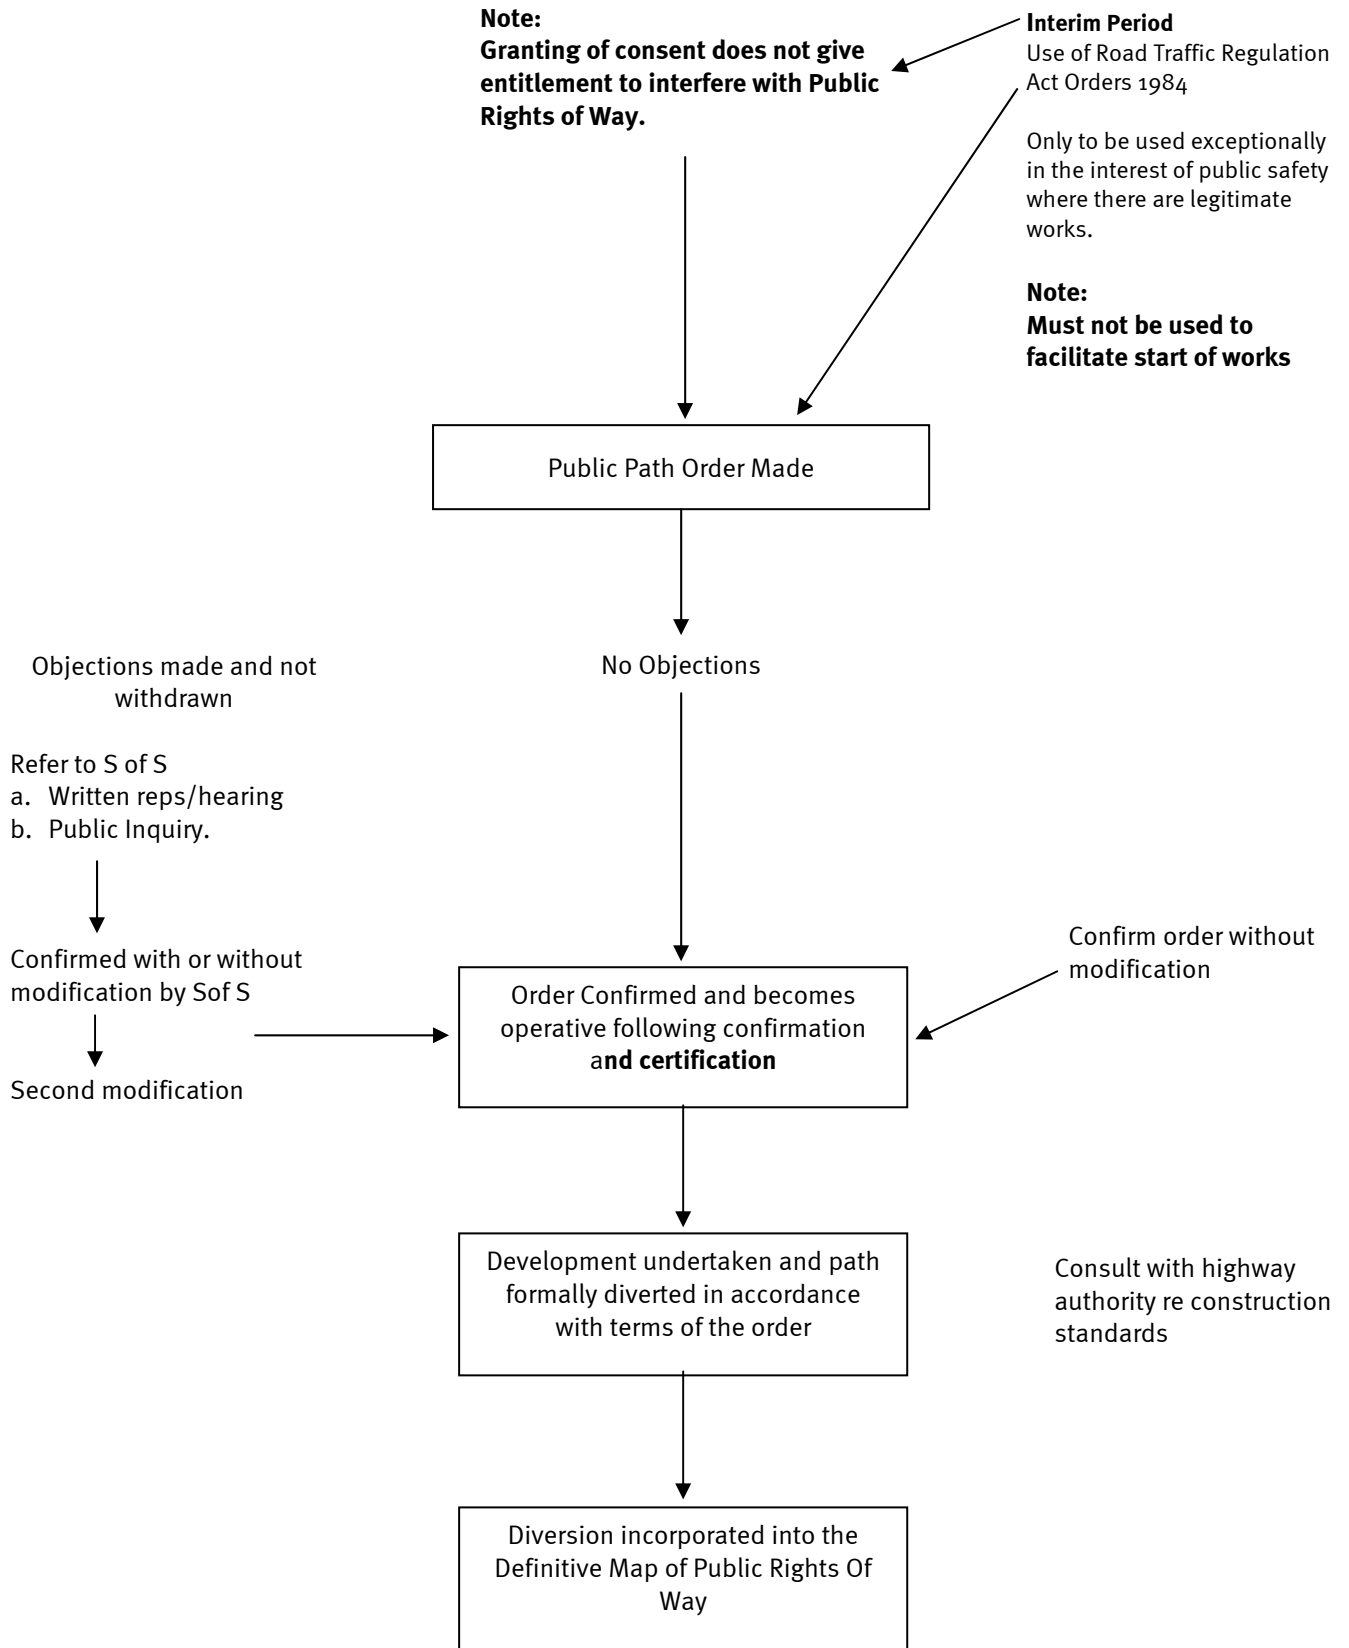 Note:
Granting of consent does not give
entitlement to interfere with Public
Rights of Way.
Interim Period
Use of Road Traffic Regulation
Act Orders 1984
Only to be used exceptionally
in the interest of public safety
where there are legitimate
works.
Note:
Must not be used to
facilitate start of works
Public Path Order Made
Objections made and not
withdrawn
No Objections
Refer to S of S
a. Written reps/hearing
b. Public Inquiry.
Confirmed with or without
modification by Sof S
Second modification
Order Confirmed and becomes
operative following confirmation
and certification
Confirm order without
modification
Development undertaken and path
formally diverted in accordance
with terms of the order
Consult with highway
authority re construction
standards
Diversion incorporated into the
Definitive Map of Public Rights Of
Way